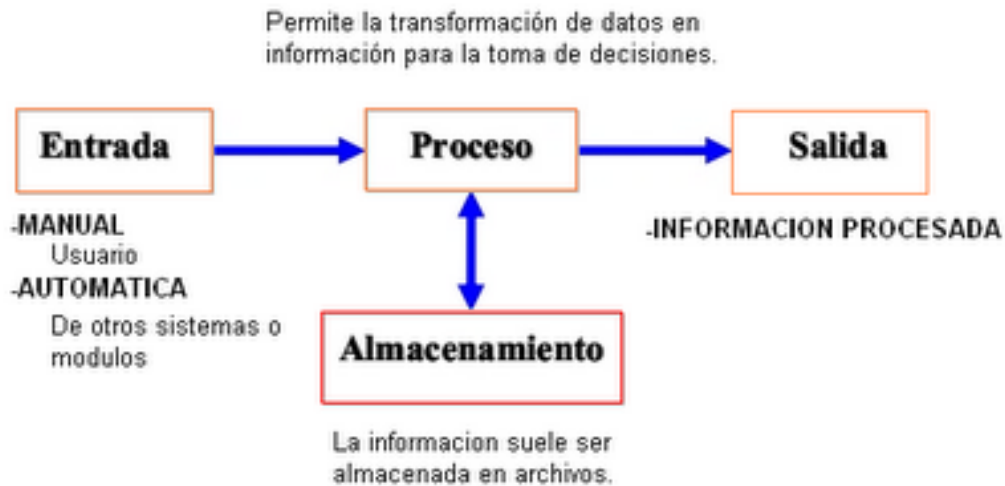 Permite la transformación de datos en
información para la toma de decisiones.
Entrada
Proceso
Salida
-MANUAL
Usuario
-AUTOMATICA
De otros sistemas o
modulos
-INFORMACION PROCESADA
Almacenamiento
La informacion suele ser
almacenada en archivos.